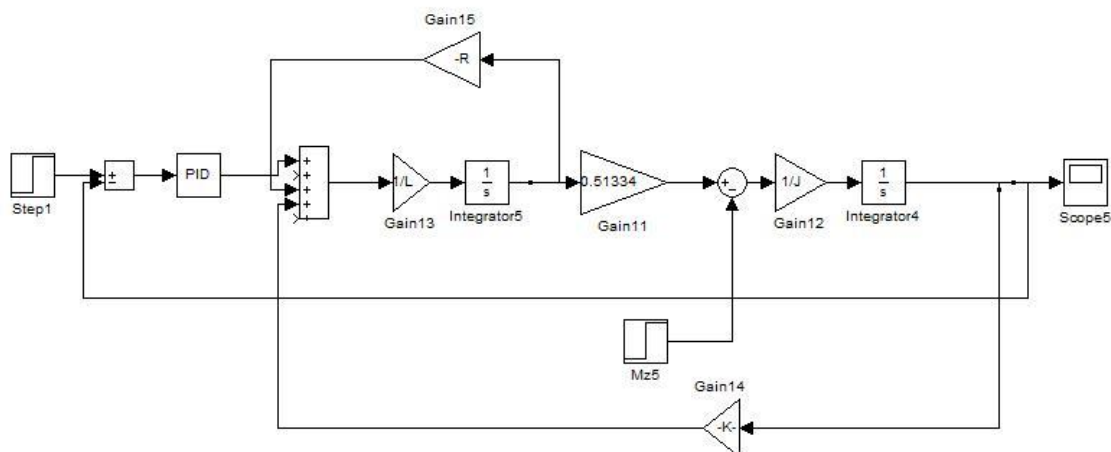 Gain15
-R
Step1
+
−
PID
+
+
+
+
1/L
Gain13
1
s
Integrator5
0.51334
Gain11
+
−
1/J
Gain12
1
s
Integrator4
Scope5
Mz5
Gain14
-K-